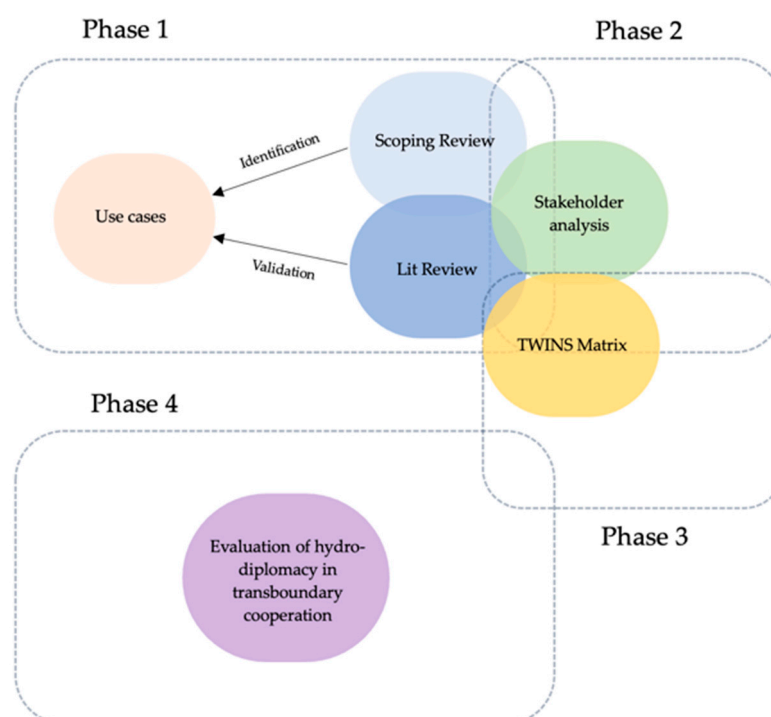 Phase 1
Phase 2
Scoping Review
Identification
Use cases
Stakeholder
analysis
Validation
Lit Review
TWINS Matrix
Phase 4
Phase 3
Evaluation of hydro-
diplomacy in
transboundary
cooperation